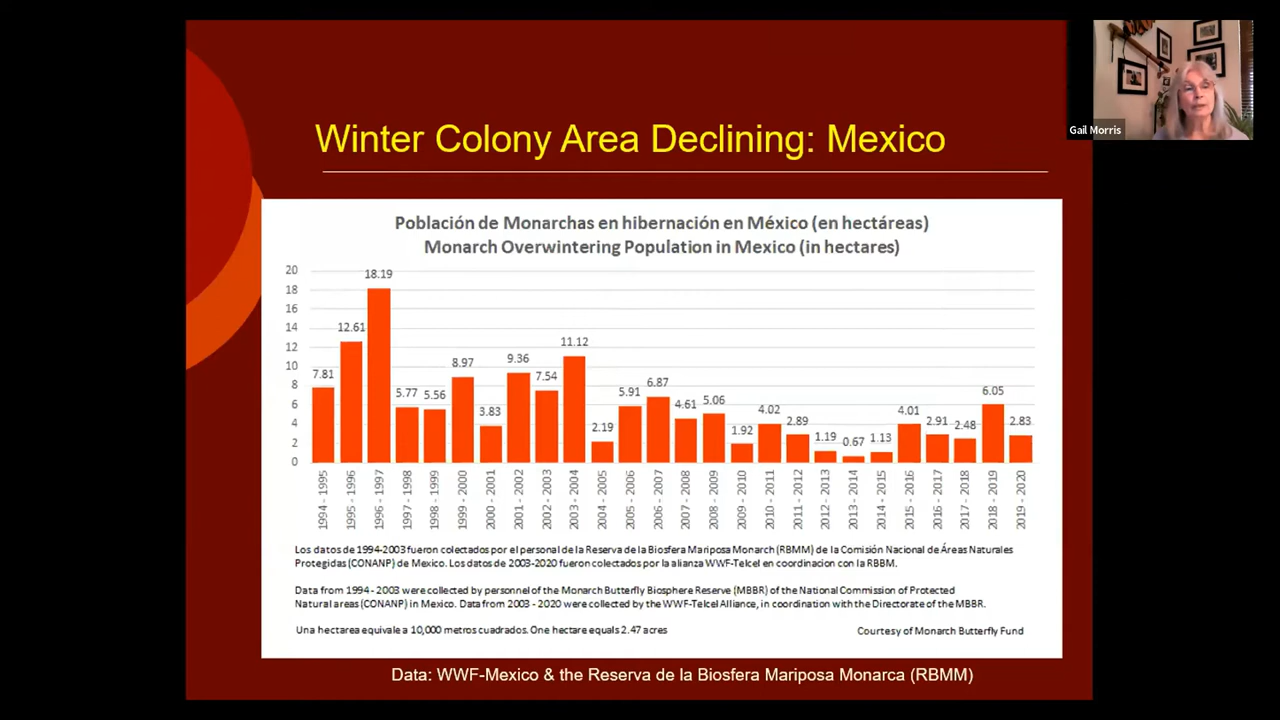 Gail Morris
Winter Colony Area Declining: Mexico
Población de Monarchas en hibernación en México (en hectáreas)
Monarch Overwintering Population in Mexico (in hectares)
20
18
16
14
12
10
8
6
4
2
0
7.81
12.61
18.19
5.77
5.56
8.97
3.83
9.36
7.54
11.12
2.19
5.91
6.87
4.61
5.06
1.92
4.02
2.89
1.19
0.67
1.13
4.01
2.91
2.48
6.05
2.83
1994 - 1995
1995 - 1996
1996 - 1997
1997 - 1998
1998 - 1999
1999 - 2000
2000 - 2001
2001 - 2002
2002 - 2003
2003 - 2004
2004 - 2005
2005 - 2006
2006 - 2007
2007 - 2008
2008 - 2009
2009 - 2010
2010 - 2011
2011 - 2012
2012 - 2013
2013 - 2014
2014 - 2015
2015 - 2016
2016 - 2017
2017 - 2018
2018 - 2019
2019 - 2020
Los datos de 1994-2003 fueron colectados por el personal de la Reserva de la Biosfera Mariposa Monarch (RBMM) de la Comisión Nacional de Áreas Naturales
Protegidas (CONANP) de Mexico. Los datos de 2003-2020 fueron colectados por la alianza WWF-Telcel en coordinacion con la RBBM.
Data from 1994 - 2003 were collected by personnel of the Monarch Butterfly Biosphere Reserve (MBBR) of the National Commission of Protected
Natural areas (CONANP) in Mexico. Data from 2003 - 2020 were collected by the WWF-Telcel Alliance, in coordination with the Directorate of the MBBR.
Una hectarea equivale a 10,000 metros cuadrados. One hectare equals 2.47 acres
Courtesy of Monarch Butterfly Fund
Data: WWF-Mexico & the Reserva de la Biosfera Mariposa Monarca (RBMM)